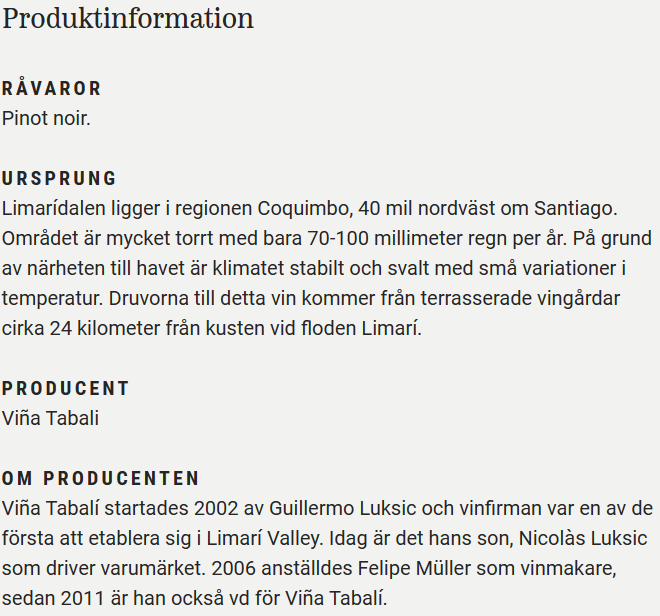 Produktinformation
RÅVAROR
Pinot noir.
URSPRUNG
Limarídalen ligger i regionen Coquimbo, 40 mil nordväst om Santiago.
Området är mycket torrt med bara 70-100 millimeter regn per år. På grund
av närheten till havet är klimatet stabilt och svalt med små variationer i
temperatur. Druvorna till detta vin kommer från terrasserade vingårdar
cirka 24 kilometer från kusten vid floden Limarí.
PRODUCENT
Viña Tabali
OM PRODUCENTEN
Viña Tabalí startades 2002 av Guillermo Luksic och vinfirman var en av de
första att etablera sig i Limarí Valley. Idag är det hans son, Nicolàs Luksic
som driver varumärket. 2006 anställdes Felipe Müller som vinmakare,
sedan 2011 är han också vd för Viña Tabalí.